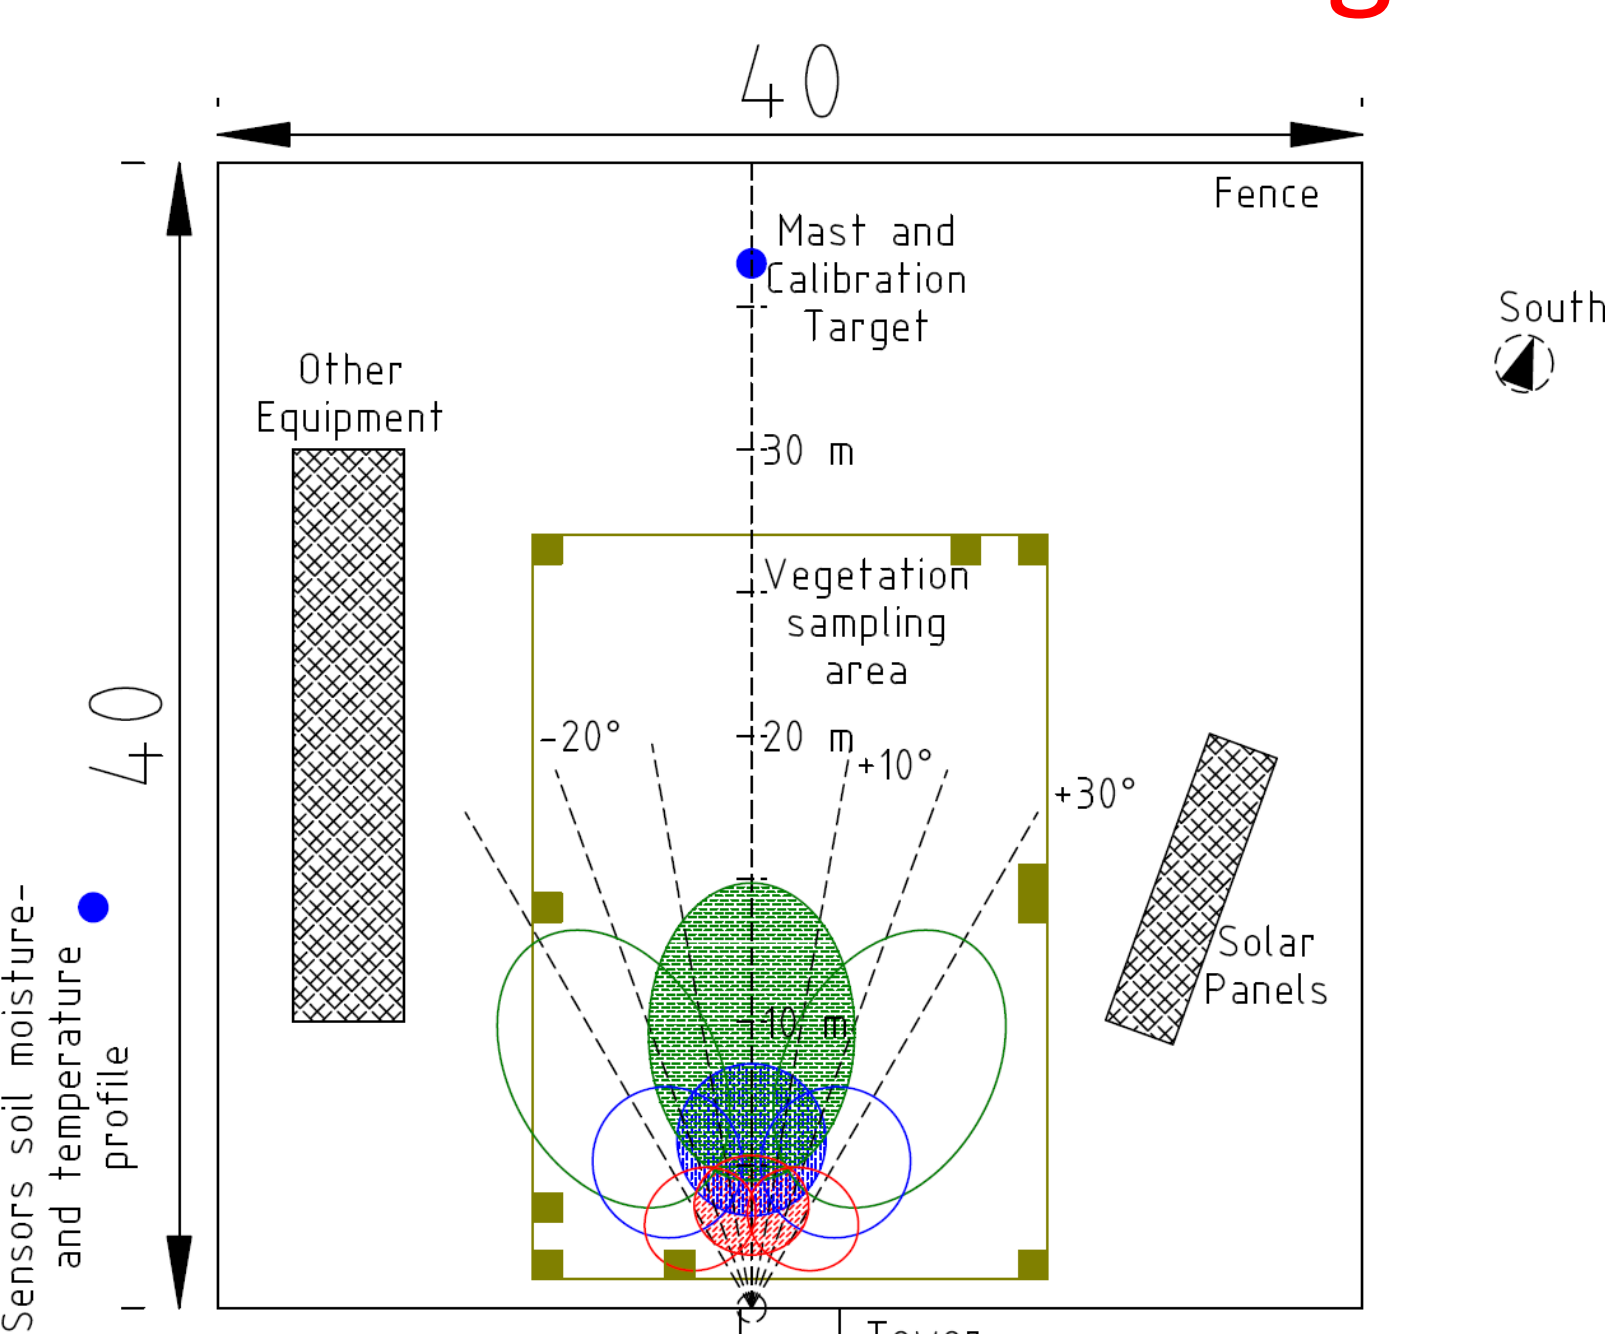 40
Fence
Mast and
Calibration
Target
South
Other
Equipment
30 m
Vegetation
sampling
area
-20°
20 m
+10°
+30°
40
Solar
Panels
10 m
Sensors soil moisture-
and temperature
profile